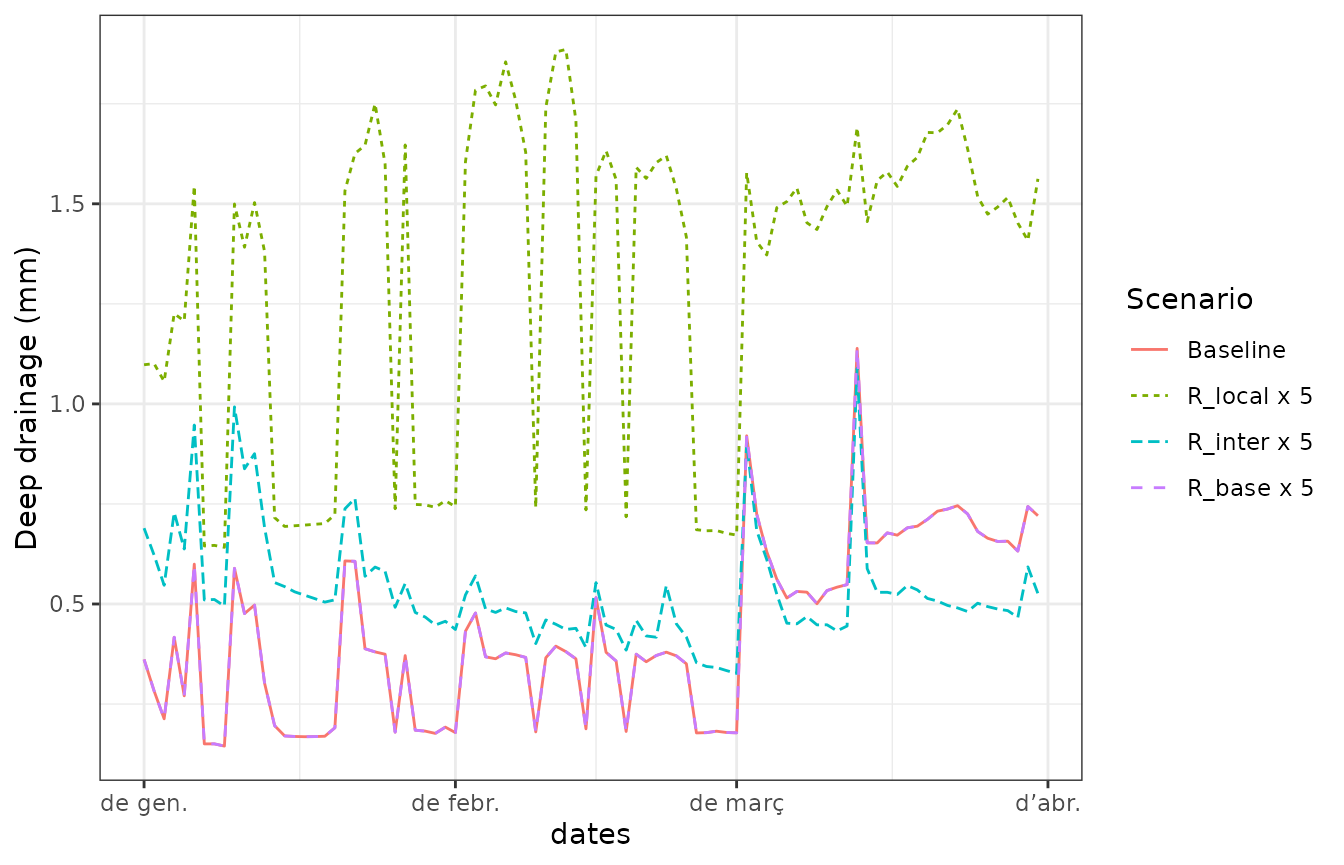 Deep drainage (mm)
1.5
1.0
0.5
de gen.
de febr.
de març
d’abr.
dates
Scenario
Baseline
R_local x 5
R_inter x 5
R_base x 5